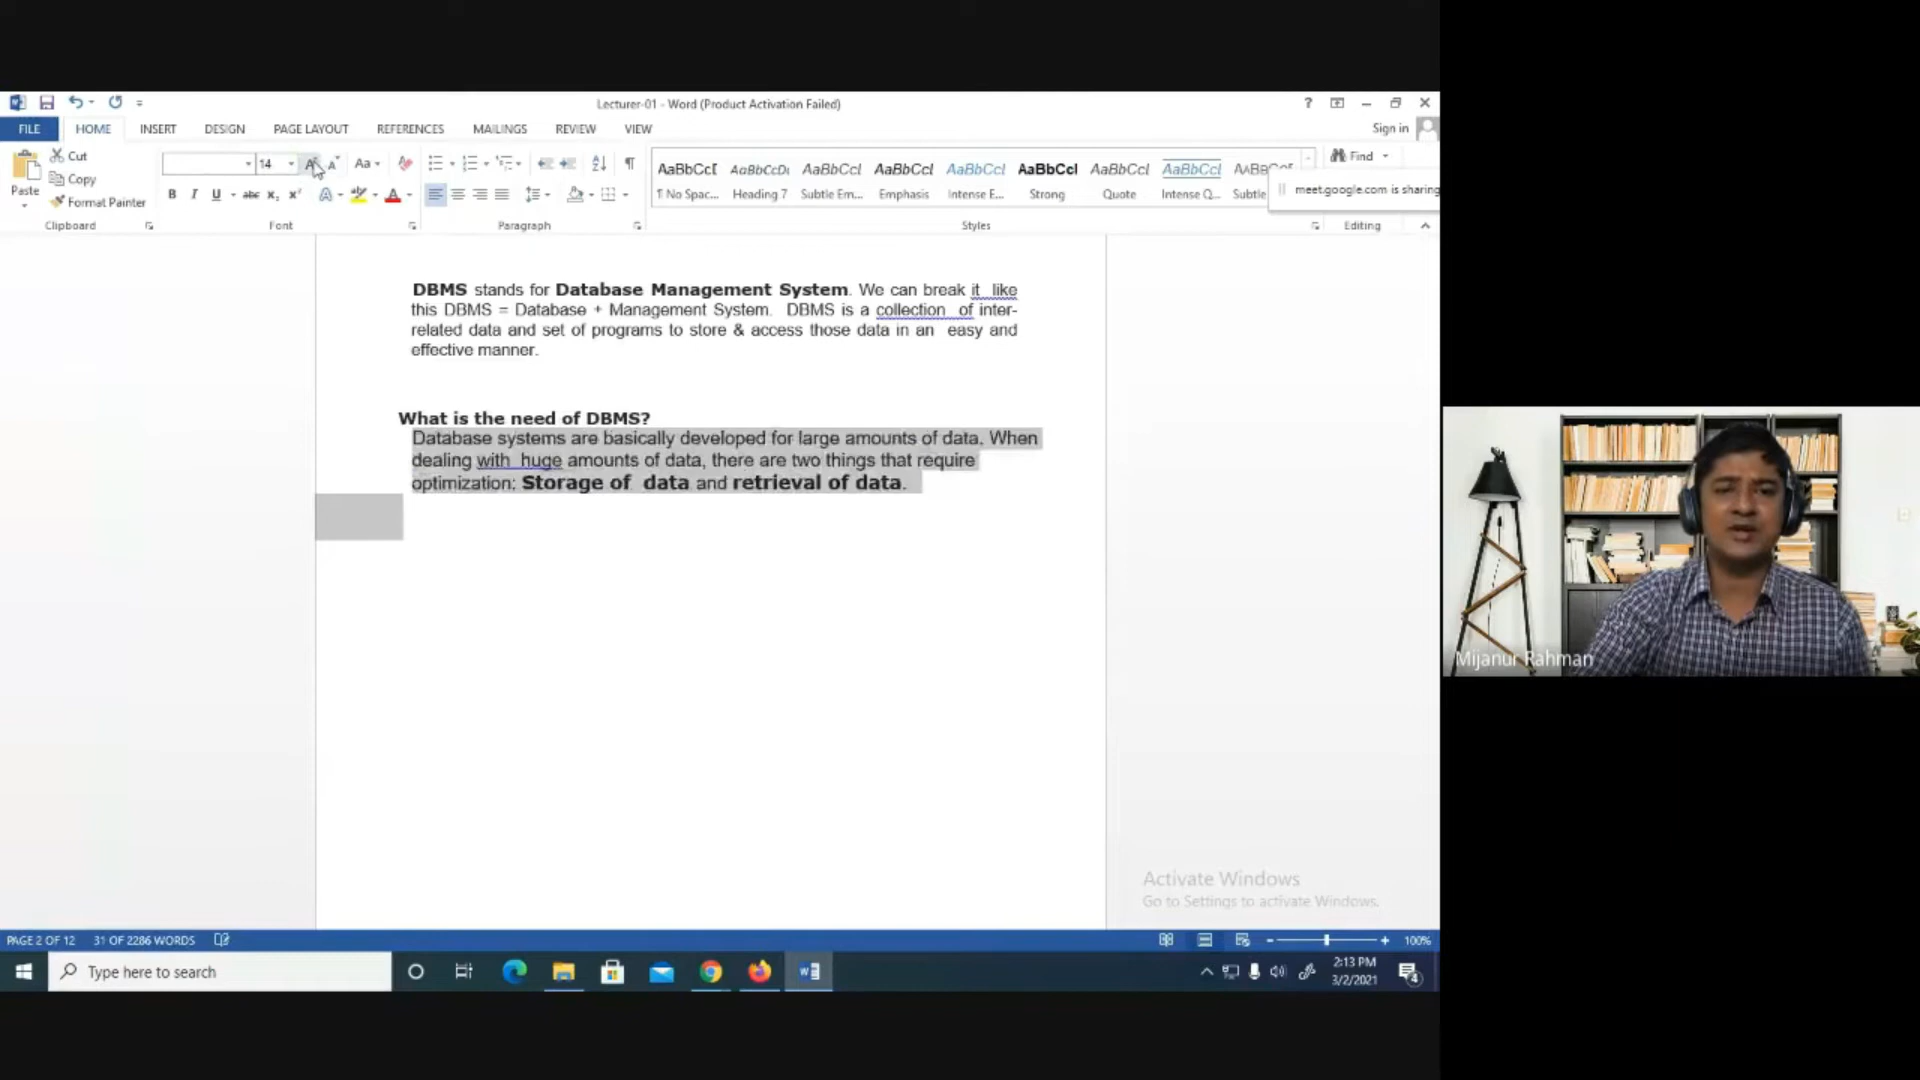 Lecturer-01 - Word (Product Activation Failed)
FILE HOME INSERT DESIGN PAGE LAYOUT REFERENCES MAILINGS REVIEW VIEW Sign in
Cut
Copy
Format Painter
Paste
14
Aa
B I U abc
AaBbCcD AaBbCcDı AaBbCcI AaBbCcI AaBbCcI AaBbCcI AaBbCcI AaBbCcI
¶ No Spac... Heading 7 Subtle Em... Emphasis Intense E... Strong Quote Intense Q... Subtle
Find
meet.google.com is sharing
Clipboard Font Paragraph Styles Editing
DBMS stands for Database Management System. We can break it like
this DBMS = Database + Management System. DBMS is a collection of inter-
related data and set of programs to store & access those data in an easy and
effective manner.
What is the need of DBMS?
Database systems are basically developed for large amounts of data. When
dealing with huge amounts of data, there are two things that require
optimization: Storage of data and retrieval of data.
Mijanur Rahman
Activate Windows
Go to Settings to activate Windows.
PAGE 2 OF 12 31 OF 2286 WORDS 100%
Type here to search
2:13 PM
3/2/2021
4